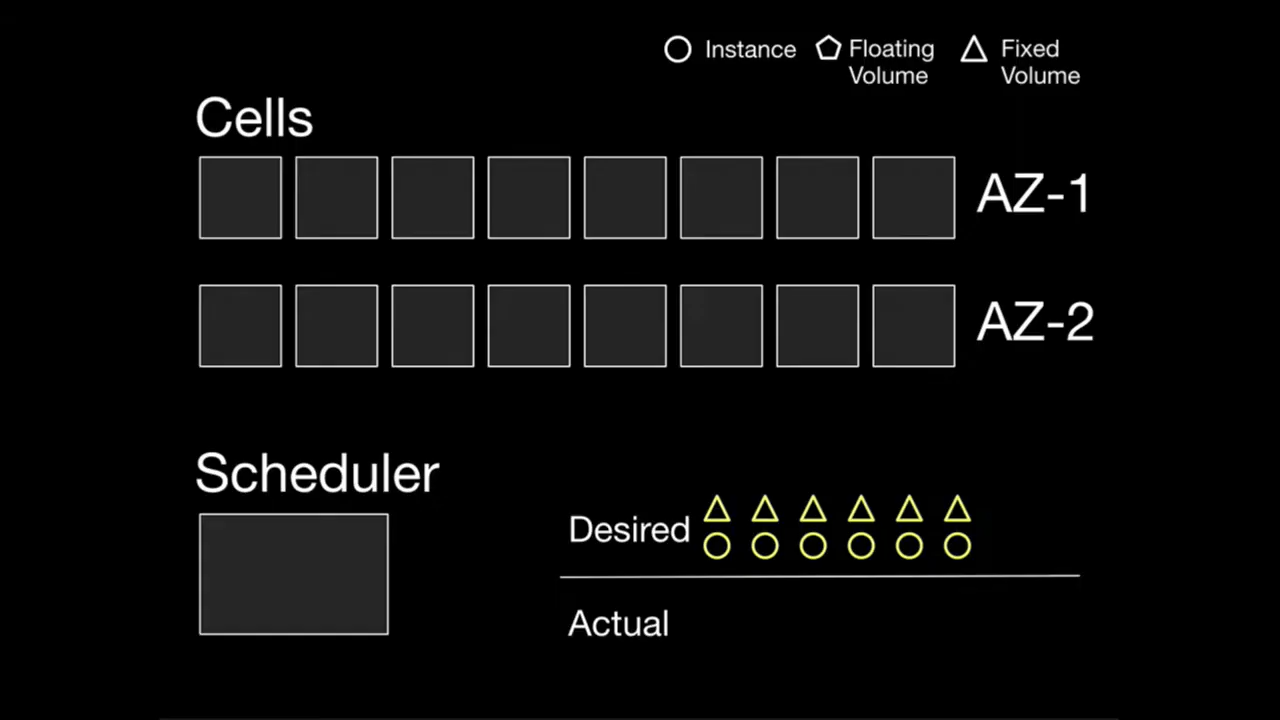 Instance
Floating
Volume
Fixed
Volume
Cells
AZ-1
AZ-2
Scheduler
Desired
Actual